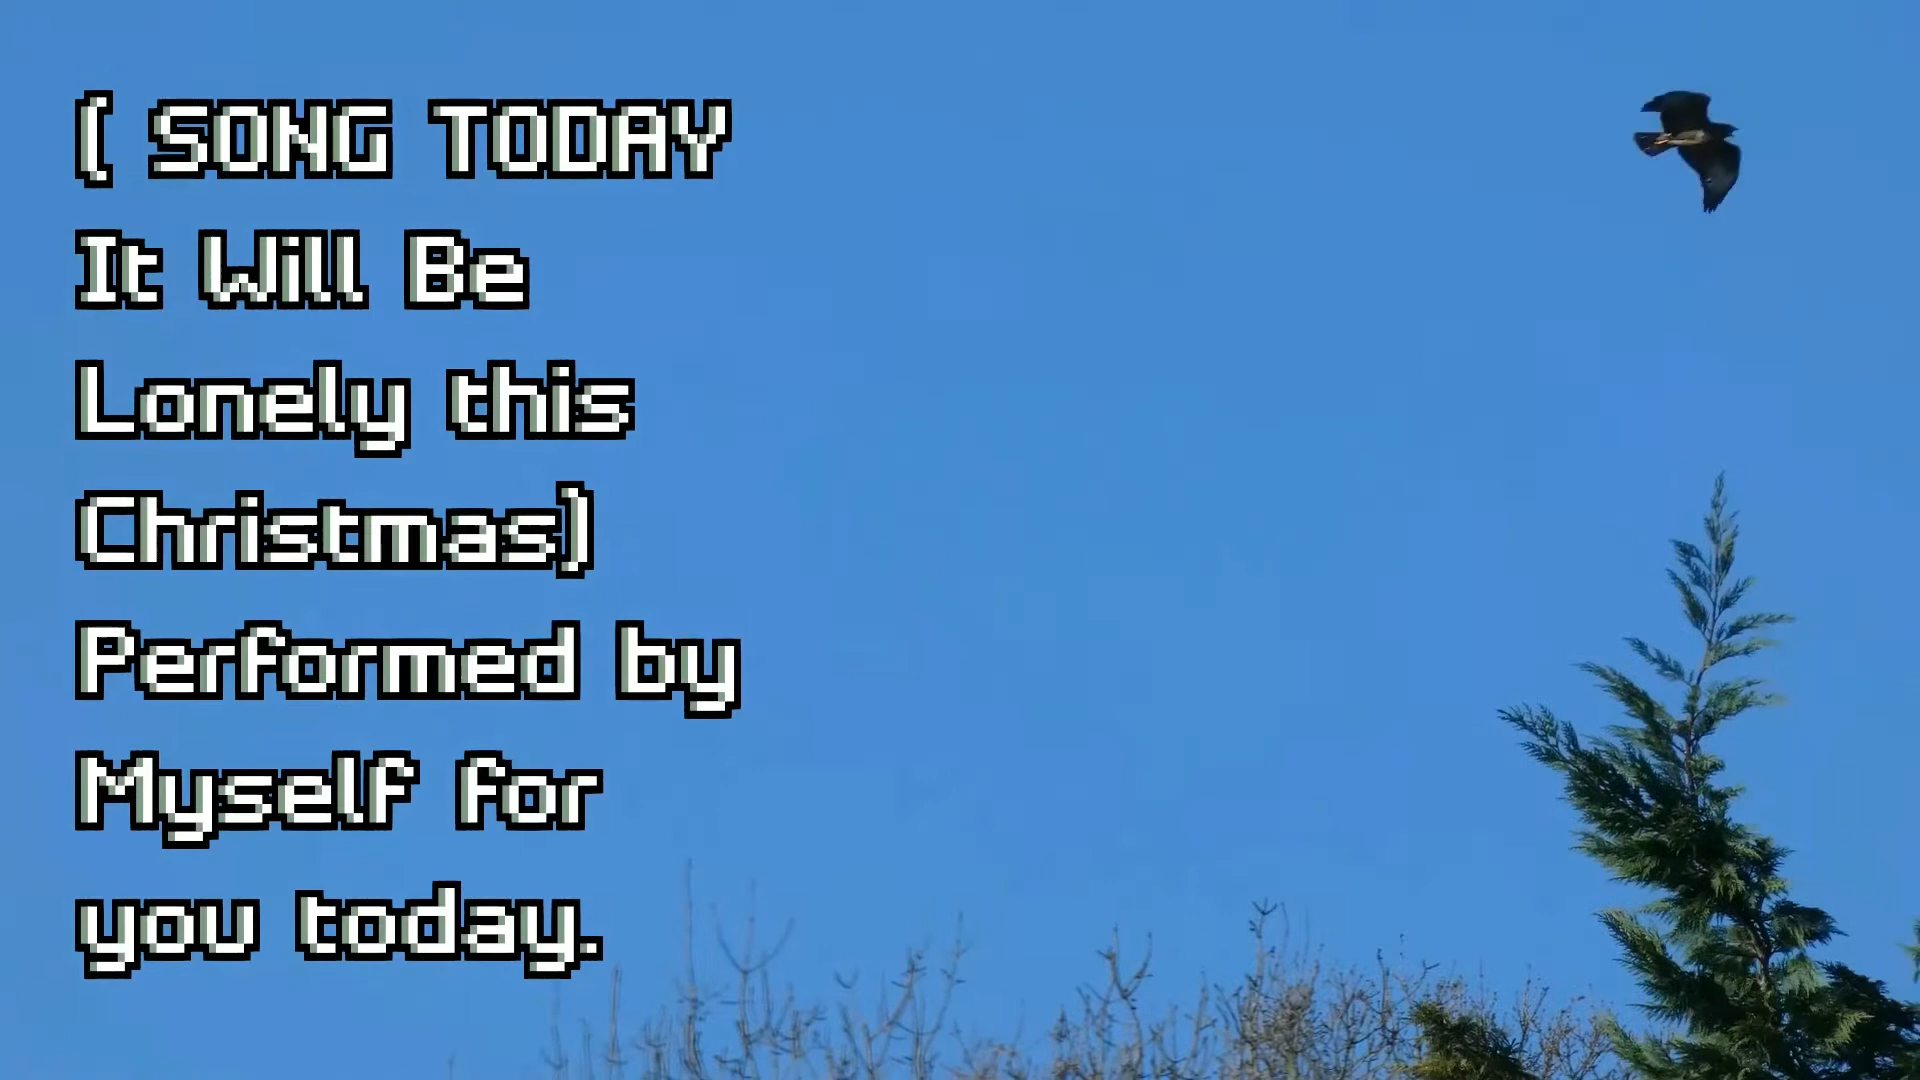 ( SONG TODAY
It Will Be
Lonely this
Christmas)
Performed by
Myself for
you today.